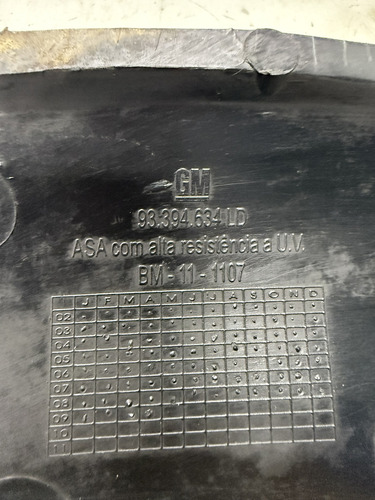 GM
93.394.634 LD
ASA com alta resistência a U.V.
BM - 11 - 1107
J F M A M J J A S O N D
02
03
04
05
06
07
08
09
10
11